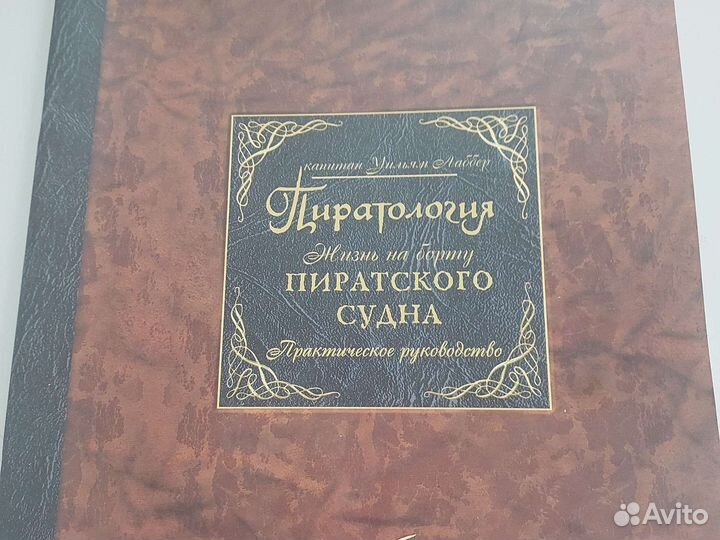 капитан Уильям Лаббер
Пиратология
Жизнь на борту
ПИРАТСКОГО
СУДНА
Практическое руководство
Avito